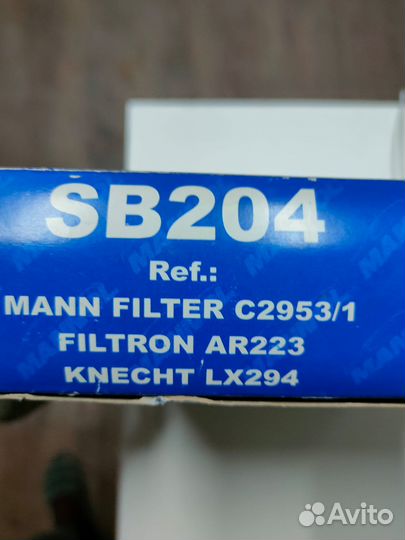 SB204
Ref.:
MANN FILTER C2953/1
FILTRON AR223
KNECHT LX294
Avito